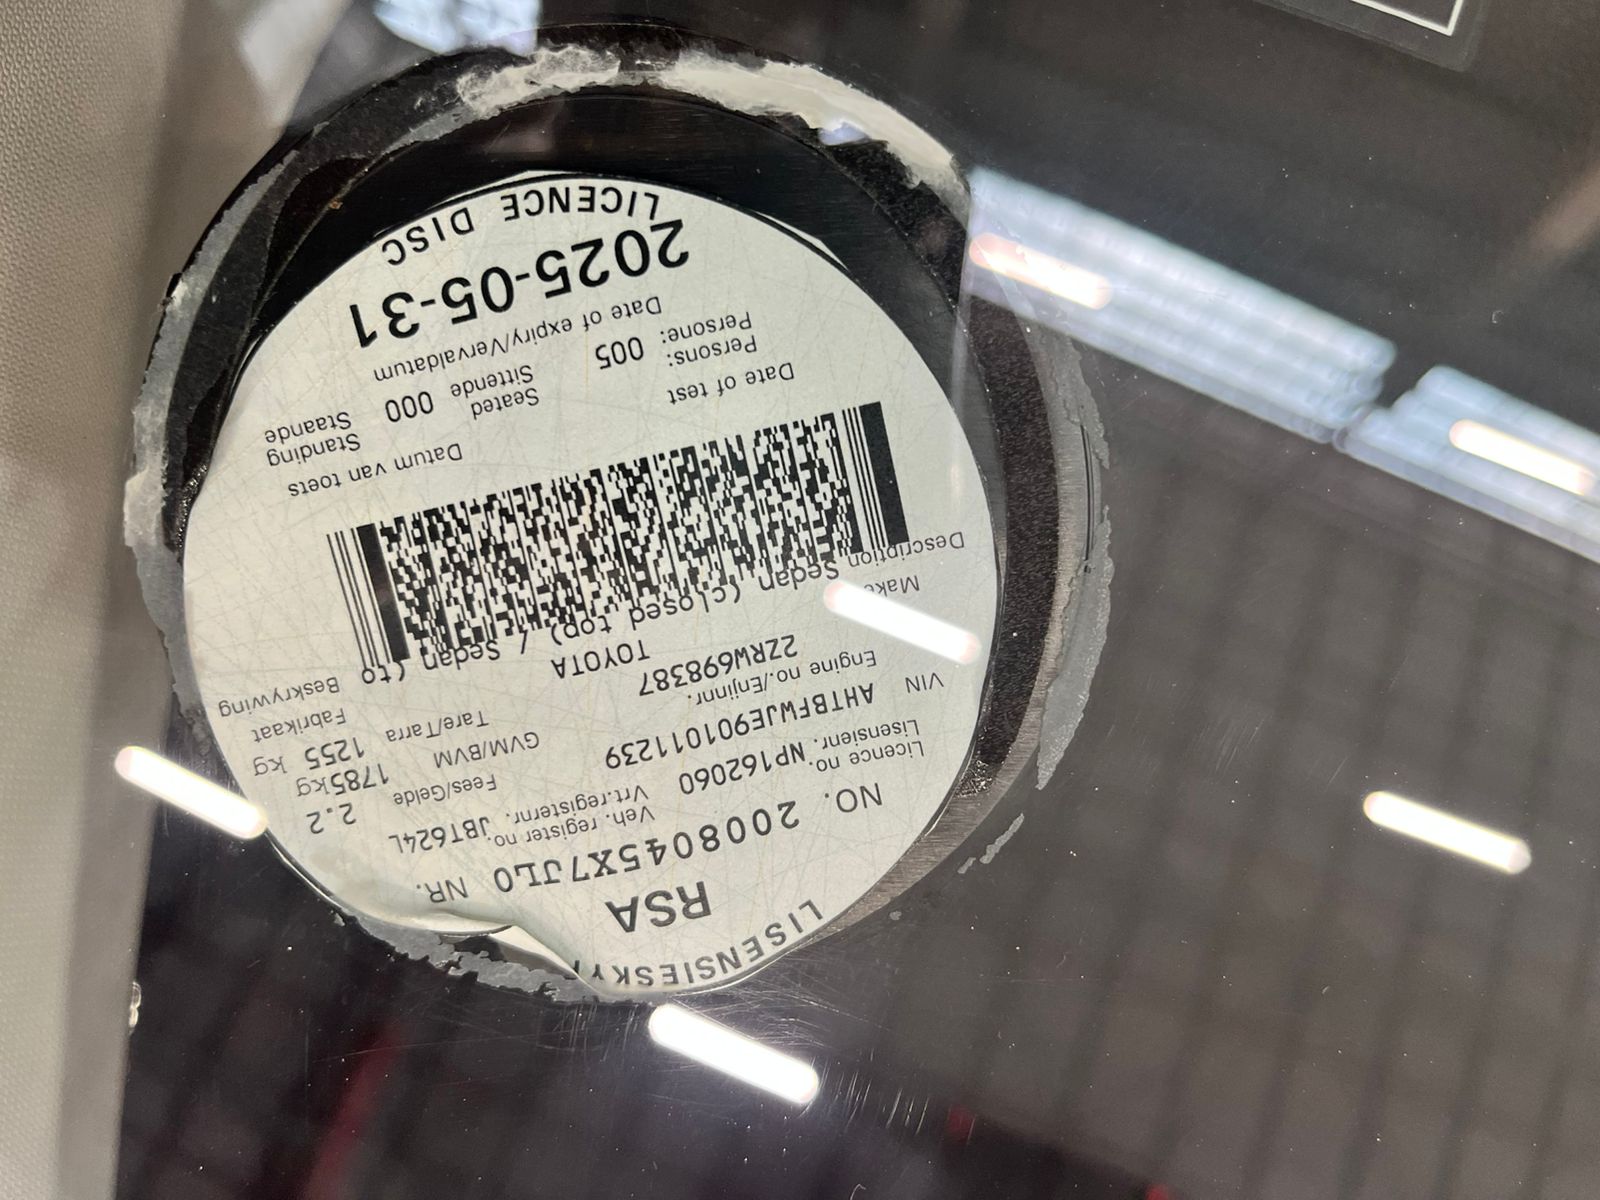 LISENSIESKY
RSA
NO. 2008045X7JL0 NR.
Licence no. Lisensienr. NP162060 Veh. register no. Vrt.registernr. JBT624L
VIN AHTBFWJE901011239 Fees/Gelde 2.2
Engine no./Enjinnr. 2ZRW698387 GVM/BVM 1785kg
Tare/Tarra 1255 kg
Make TOYOTA Fabrikaat
Description Sedan (closed top) / Sedan (to Beskrywing
Date of test Datum van toets
Persons: Persone: 005 Seated Sittende 000 Standing Staande
Date of expiry/Vervaldatum
2025-05-31
LICENCE DISC